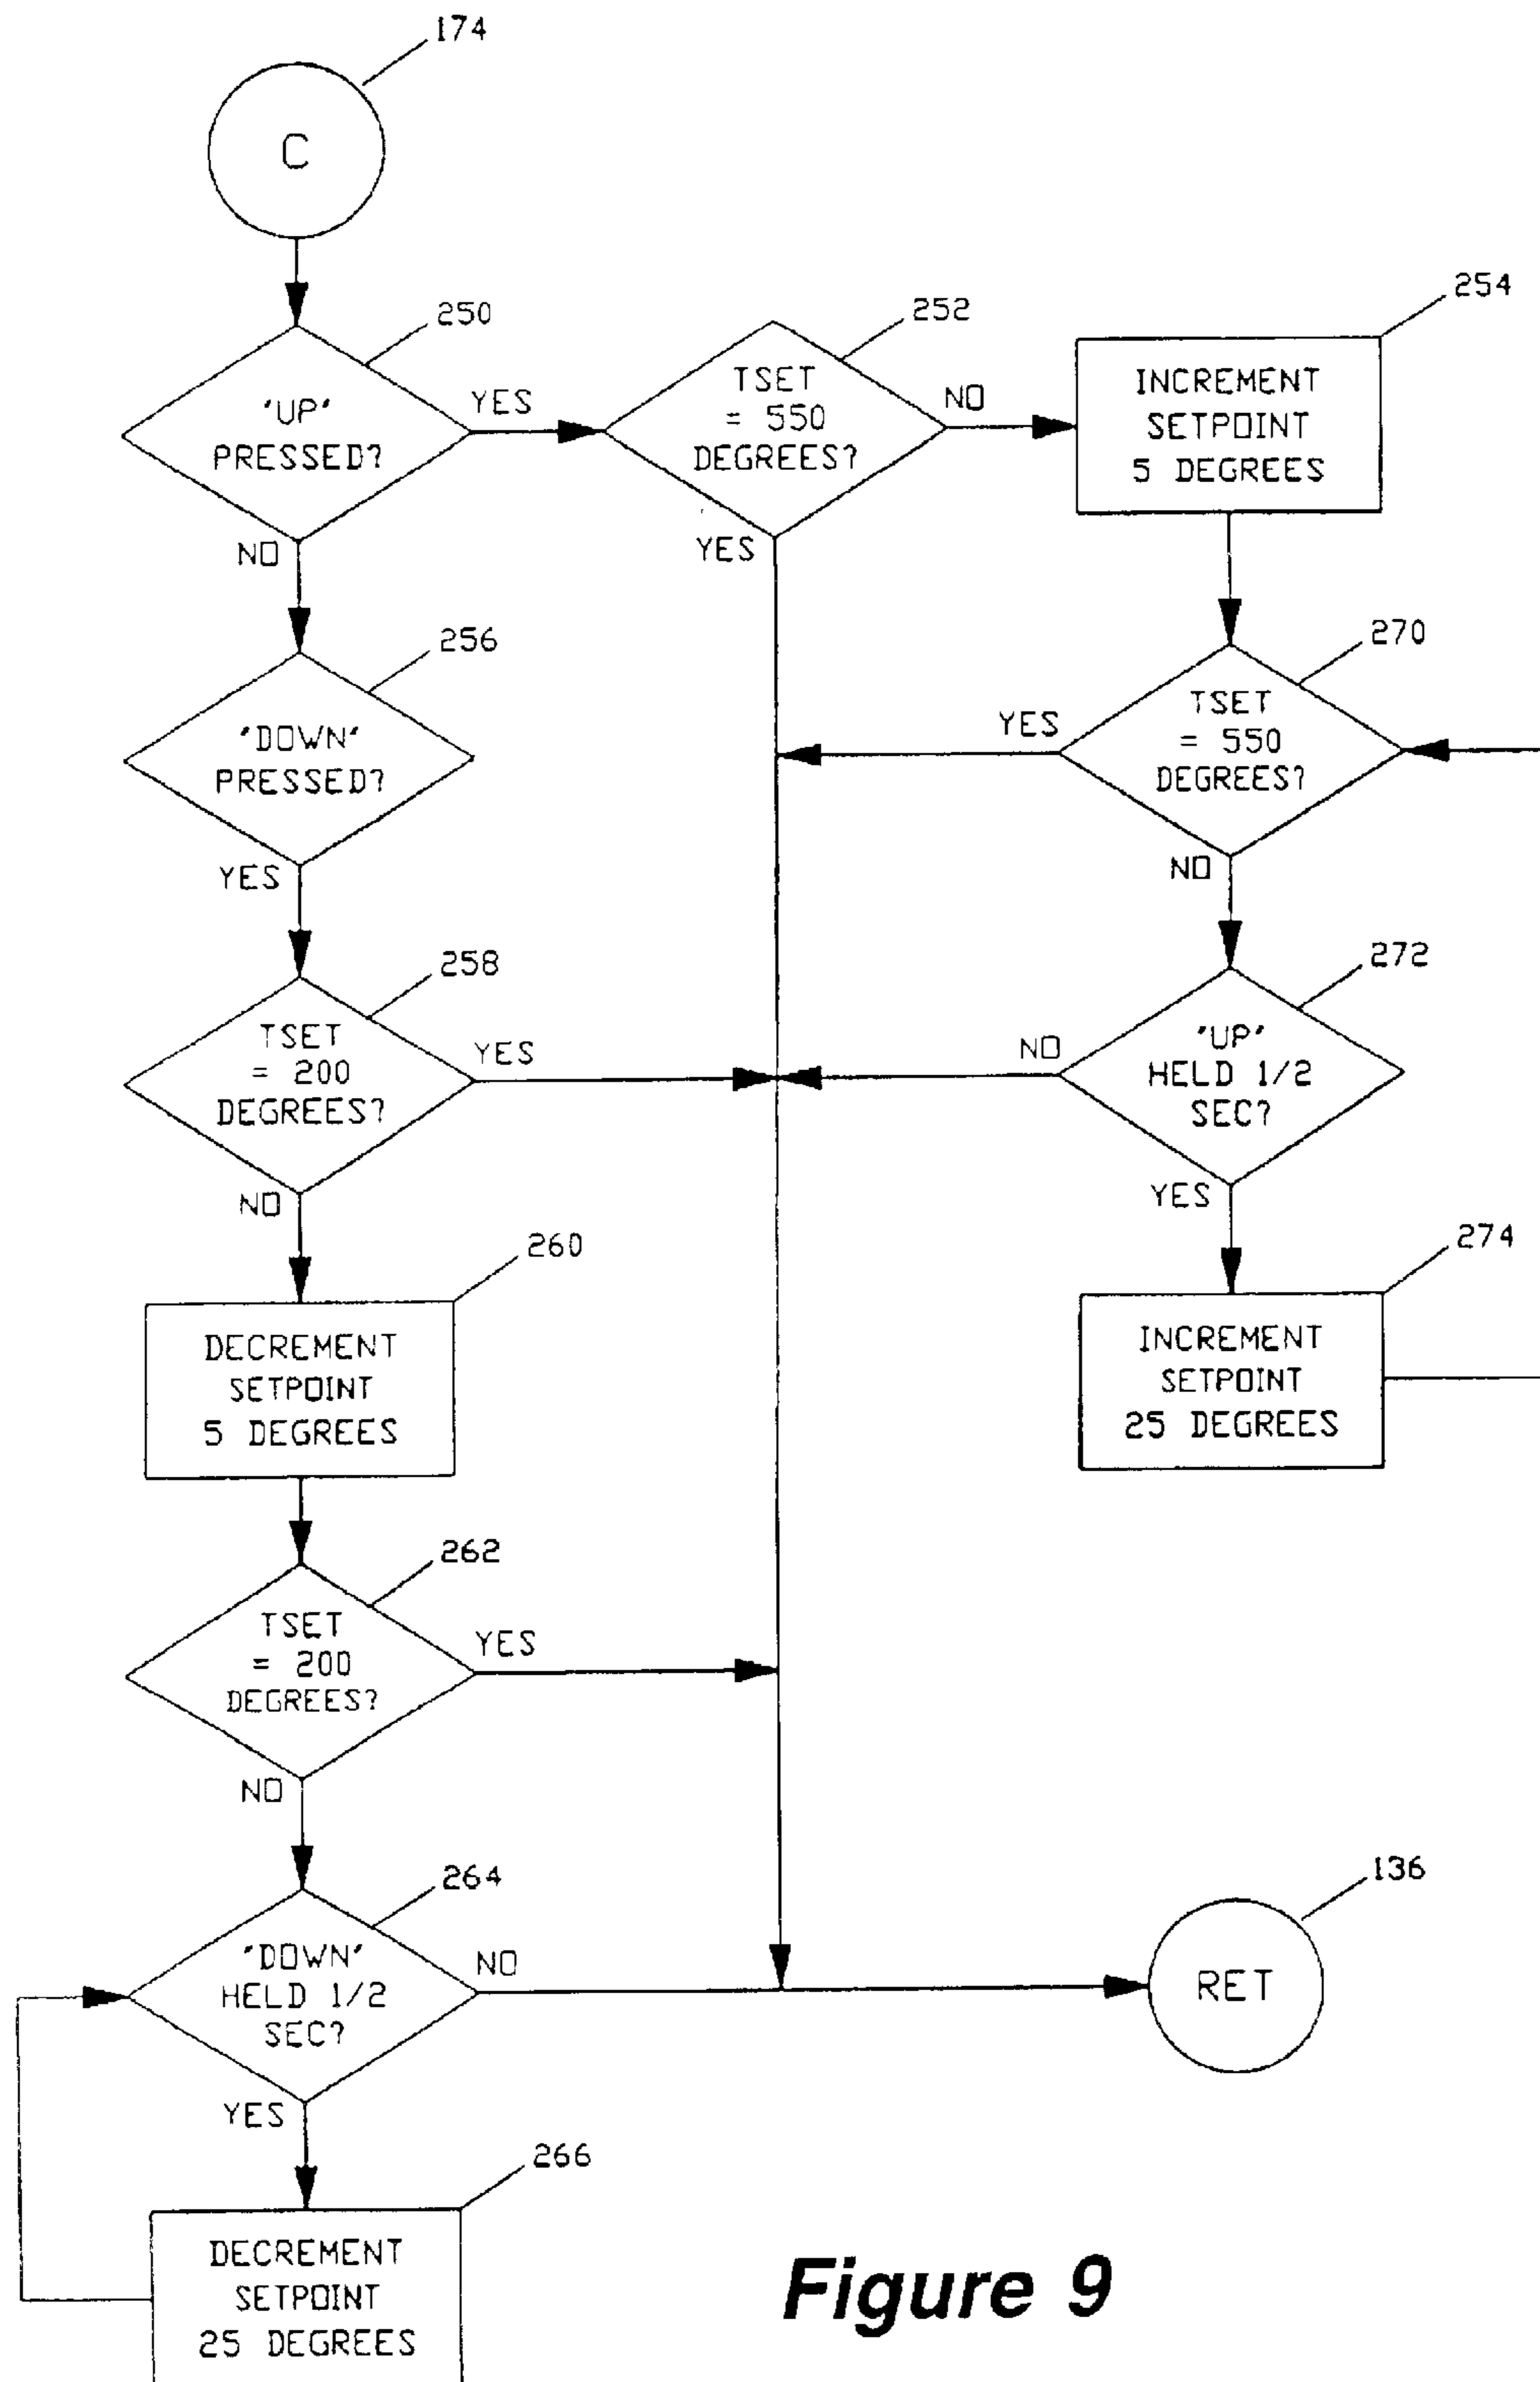 174
C
250
'UP'
PRESSED?
YES
NO
252
TSET
= 550
DEGREES?
NO
YES
254
INCREMENT
SETPOINT
5 DEGREES
256
'DOWN'
PRESSED?
YES
270
TSET
= 550
DEGREES?
YES
NO
258
TSET
= 200
DEGREES?
YES
NO
272
'UP'
HELD 1/2
SEC?
NO
YES
260
DECREMENT
SETPOINT
5 DEGREES
274
INCREMENT
SETPOINT
25 DEGREES
262
TSET
= 200
DEGREES?
YES
NO
264
'DOWN'
HELD 1/2
SEC?
NO
YES
136
RET
266
DECREMENT
SETPOINT
25 DEGREES
Figure 9